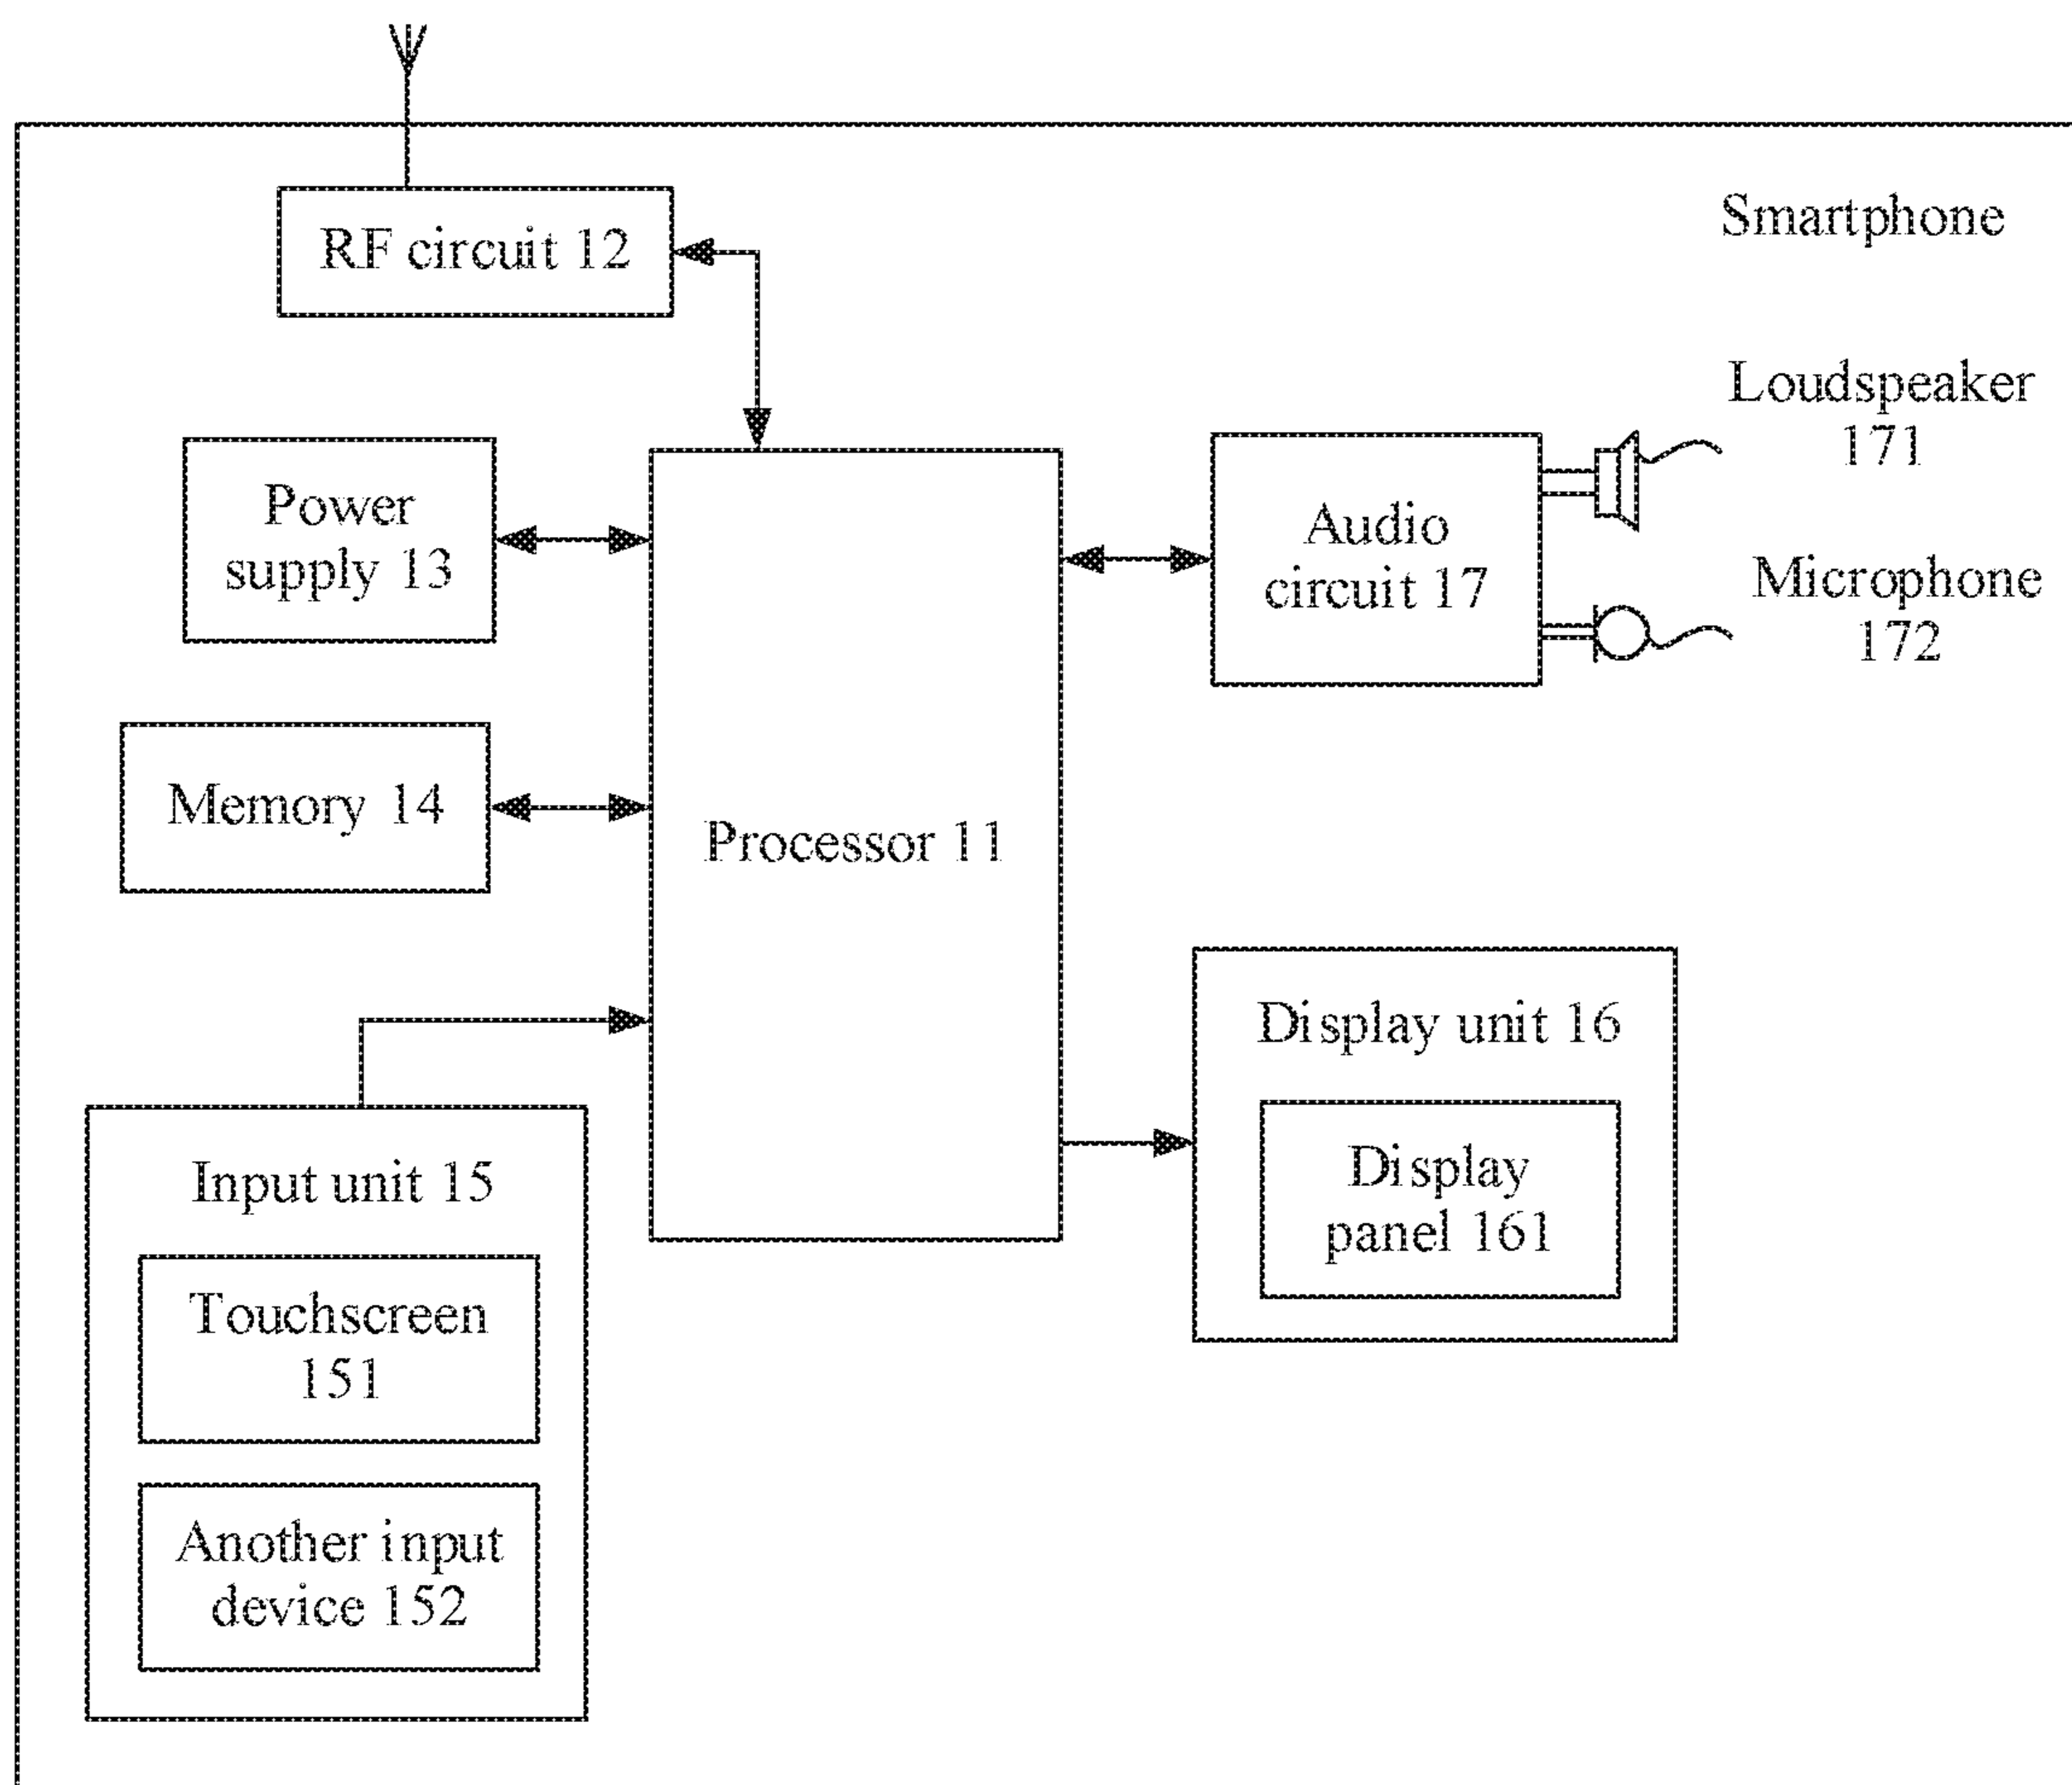 RF circuit 12
Smartphone
Loudspeaker
171
Power
supply 13
Audio
circuit 17
Microphone
172
Memory 14
Processor 11
Display unit 16
Display
panel 161
Input unit 15
Touchscreen
151
Another input
device 152